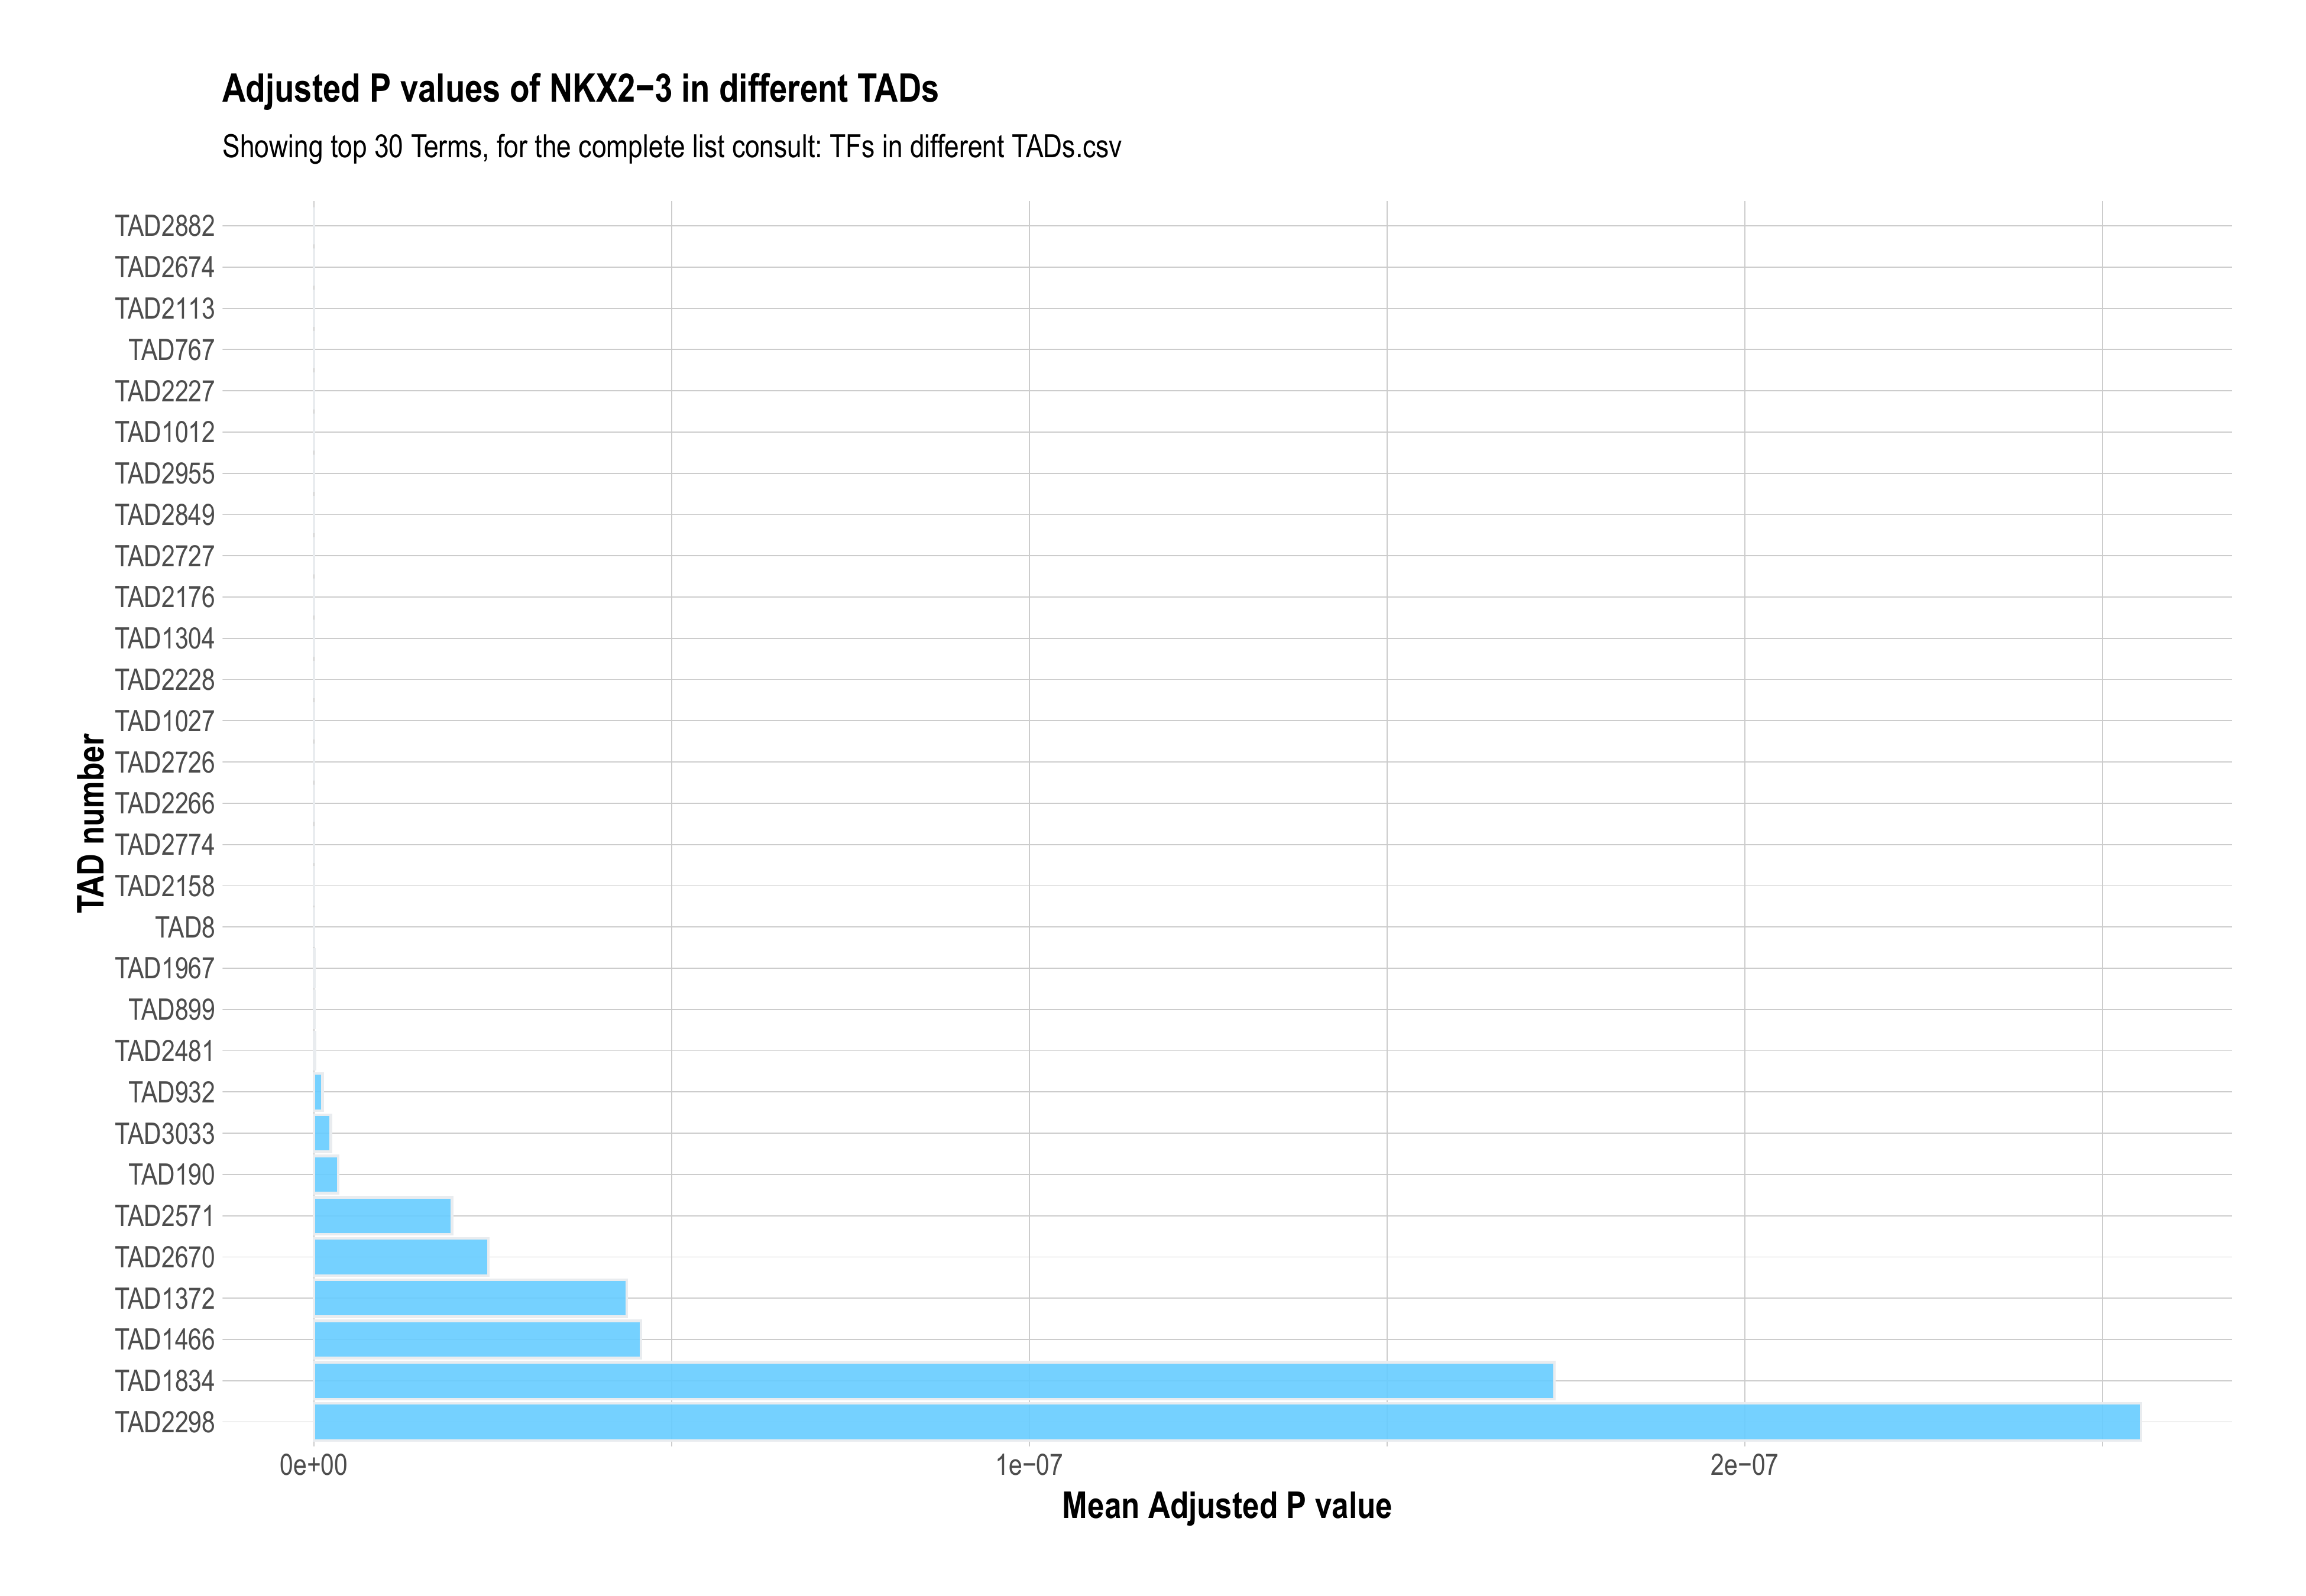 Adjusted P values of NKX2−3 in different TADs
Showing top 30 Terms, for the complete list consult: TFs in different TADs.csv
TAD number
TAD2882
TAD2674
TAD2113
TAD767
TAD2227
TAD1012
TAD2955
TAD2849
TAD2727
TAD2176
TAD1304
TAD2228
TAD1027
TAD2726
TAD2266
TAD2774
TAD2158
TAD8
TAD1967
TAD899
TAD2481
TAD932
TAD3033
TAD190
TAD2571
TAD2670
TAD1372
TAD1466
TAD1834
TAD2298
0e+00 1e−07 2e−07
Mean Adjusted P value